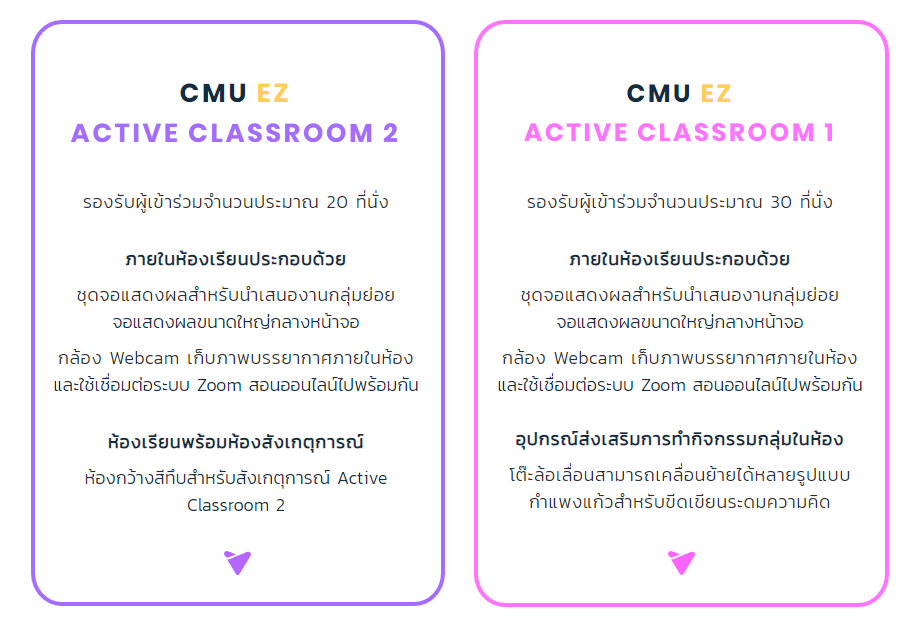 CMU EZ
ACTIVE CLASSROOM 2
รองรับผู้เข้าร่วมจำนวนประมาณ 20 ที่นั่ง
ภายในห้องเรียนประกอบด้วย
ชุดจอแสดงผลสำหรับนำเสนองานกลุ่มย่อย
จอแสดงผลขนาดใหญ่กลางหน้าจอ
กล้อง Webcam เก็บภาพบรรยากาศภายในห้อง
และใช้เชื่อมต่อระบบ Zoom สอนออนไลน์ไปพร้อมกัน
ห้องเรียนพร้อมห้องสังเกตุการณ์
ห้องกว้างสีทึบสำหรับสังเกตุการณ์ Active
Classroom 2
CMU EZ
ACTIVE CLASSROOM 1
รองรับผู้เข้าร่วมจำนวนประมาณ 30 ที่นั่ง
ภายในห้องเรียนประกอบด้วย
ชุดจอแสดงผลสำหรับนำเสนองานกลุ่มย่อย
จอแสดงผลขนาดใหญ่กลางหน้าจอ
กล้อง Webcam เก็บภาพบรรยากาศภายในห้อง
และใช้เชื่อมต่อระบบ Zoom สอนออนไลน์ไปพร้อมกัน
อุปกรณ์ส่งเสริมการทำกิจกรรมกลุ่มในห้อง
โต๊ะล้อเลื่อนสามารถเคลื่อนย้ายได้หลายรูปแบบ
กำแพงแก้วสำหรับขีดเขียนระดมความคิด